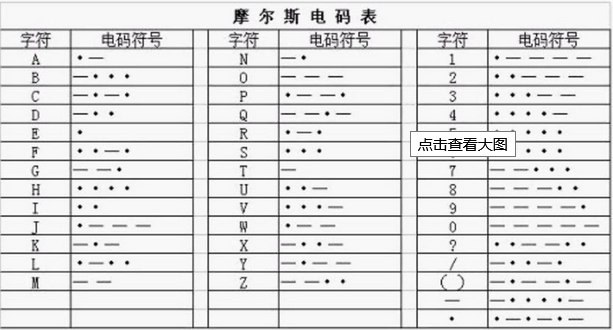 摩尔斯电码表
字符 电码符号 字符 电码符号 字符 电码符号
A ·— N —· 1 ·————
B —··· O ——— 2 ··———
C —·—· P ·——· 3 ···——
D —·· Q ——·— 4 ····—
E · R ·—·
点击查看大图
F ··—· S ···
G ——· T — 7 ——···
H ···· U ··— 8 ———··
I ·· V ···— 9 ————·
J ·——— W ·—— 0 —————
K —·— X —··— ? ··——··
L ·—·· Y —·—— / —··—·
M —— Z ——·· () —·——·—
— —····—
. ·—·—·—